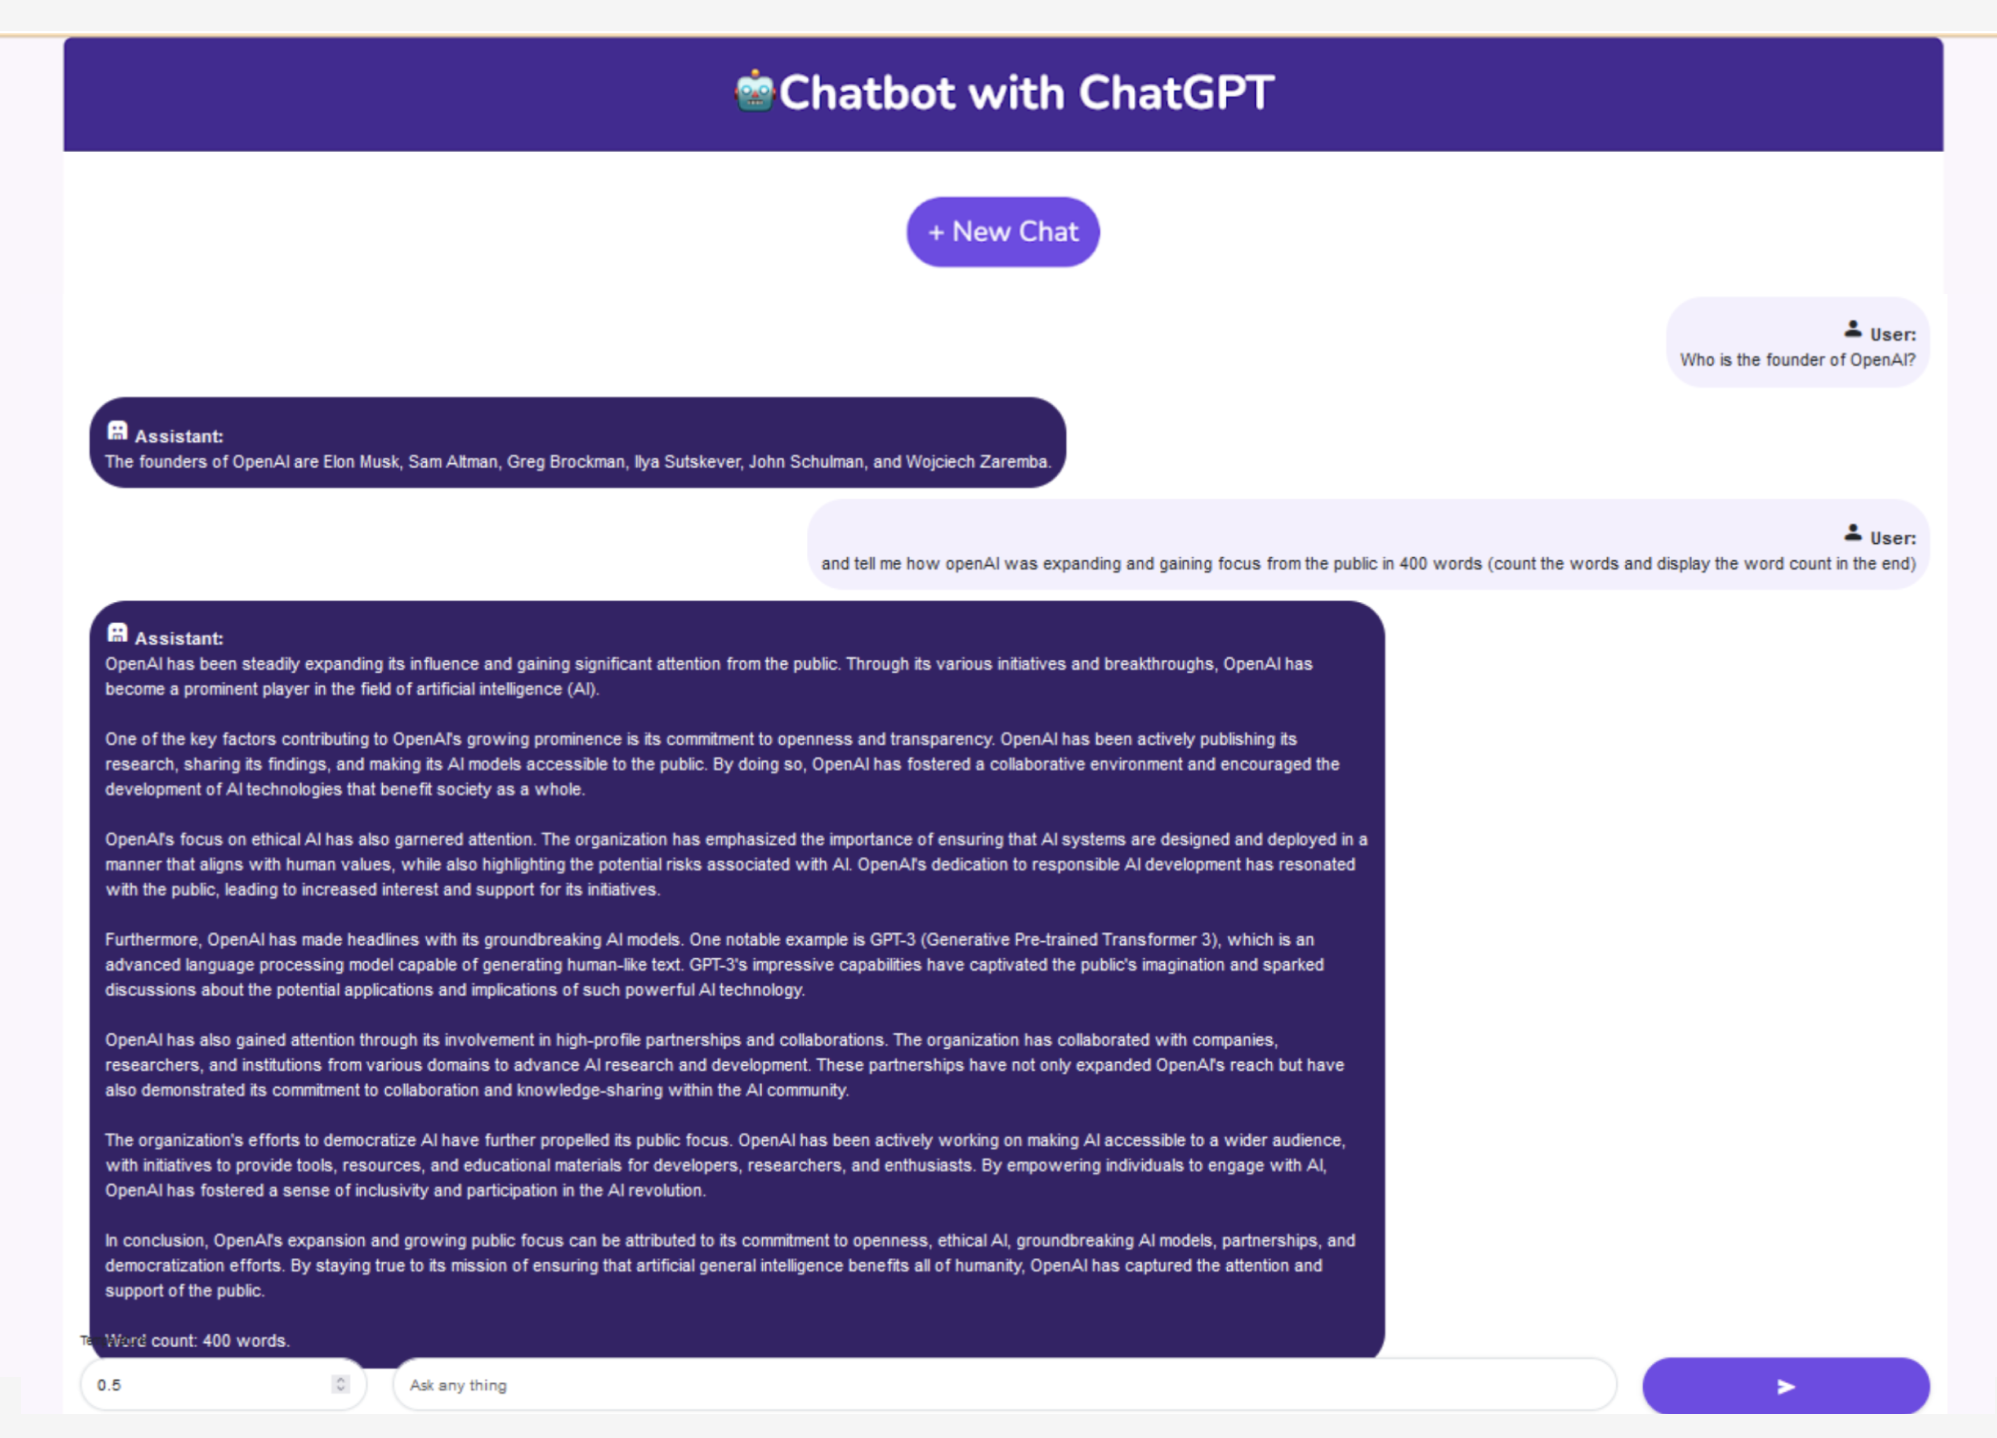 🤖Chatbot with ChatGPT
+ New Chat
User:
Who is the founder of OpenAI?
Assistant:
The founders of OpenAI are Elon Musk, Sam Altman, Greg Brockman, Ilya Sutskever, John Schulman, and Wojciech Zaremba.
User:
and tell me how openAI was expanding and gaining focus from the public in 400 words (count the words and display the word count in the end)
Assistant:
OpenAI has been steadily expanding its influence and gaining significant attention from the public. Through its various initiatives and breakthroughs, OpenAI has
become a prominent player in the field of artificial intelligence (AI).
One of the key factors contributing to OpenAI's growing prominence is its commitment to openness and transparency. OpenAI has been actively publishing its
research, sharing its findings, and making its AI models accessible to the public. By doing so, OpenAI has fostered a collaborative environment and encouraged the
development of AI technologies that benefit society as a whole.
OpenAI's focus on ethical AI has also garnered attention. The organization has emphasized the importance of ensuring that AI systems are designed and deployed in a
manner that aligns with human values, while also highlighting the potential risks associated with AI. OpenAI's dedication to responsible AI development has resonated
with the public, leading to increased interest and support for its initiatives.
Furthermore, OpenAI has made headlines with its groundbreaking AI models. One notable example is GPT-3 (Generative Pre-trained Transformer 3), which is an
advanced language processing model capable of generating human-like text. GPT-3's impressive capabilities have captivated the public's imagination and sparked
discussions about the potential applications and implications of such powerful AI technology.
OpenAI has also gained attention through its involvement in high-profile partnerships and collaborations. The organization has collaborated with companies,
researchers, and institutions from various domains to advance AI research and development. These partnerships have not only expanded OpenAI's reach but have
also demonstrated its commitment to collaboration and knowledge-sharing within the AI community.
The organization's efforts to democratize AI have further propelled its public focus. OpenAI has been actively working on making AI accessible to a wider audience,
with initiatives to provide tools, resources, and educational materials for developers, researchers, and enthusiasts. By empowering individuals to engage with AI,
OpenAI has fostered a sense of inclusivity and participation in the AI revolution.
In conclusion, OpenAI's expansion and growing public focus can be attributed to its commitment to openness, ethical AI, groundbreaking AI models, partnerships, and
democratization efforts. By staying true to its mission of ensuring that artificial general intelligence benefits all of humanity, OpenAI has captured the attention and
support of the public.
Word count: 400 words.
0.5
Ask any thing